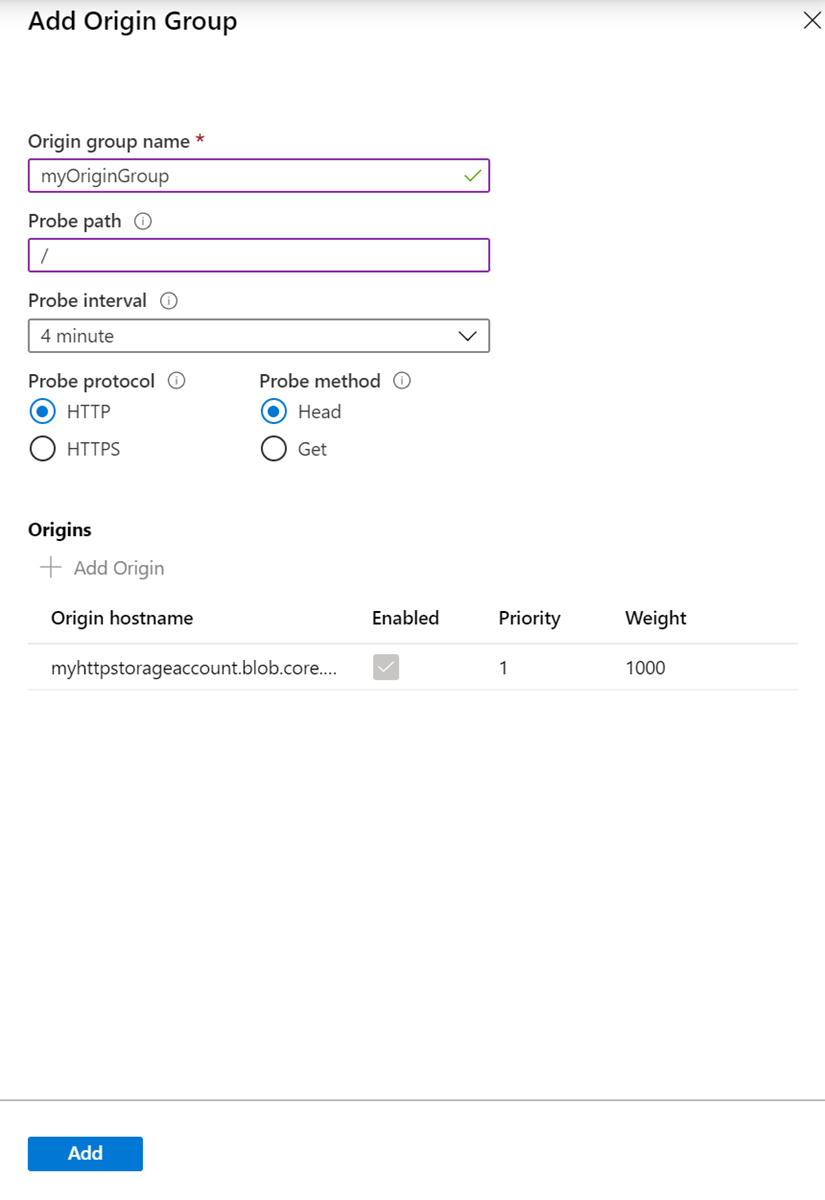 Add Origin Group
Origin group name *
myOriginGroup
Probe path
/
Probe interval
4 minute
Probe protocol Probe method
HTTP Head
HTTPS Get
Origins
Add Origin
Origin hostname Enabled Priority Weight
myhttpstorageaccount.blob.core.... 1 1000
Add